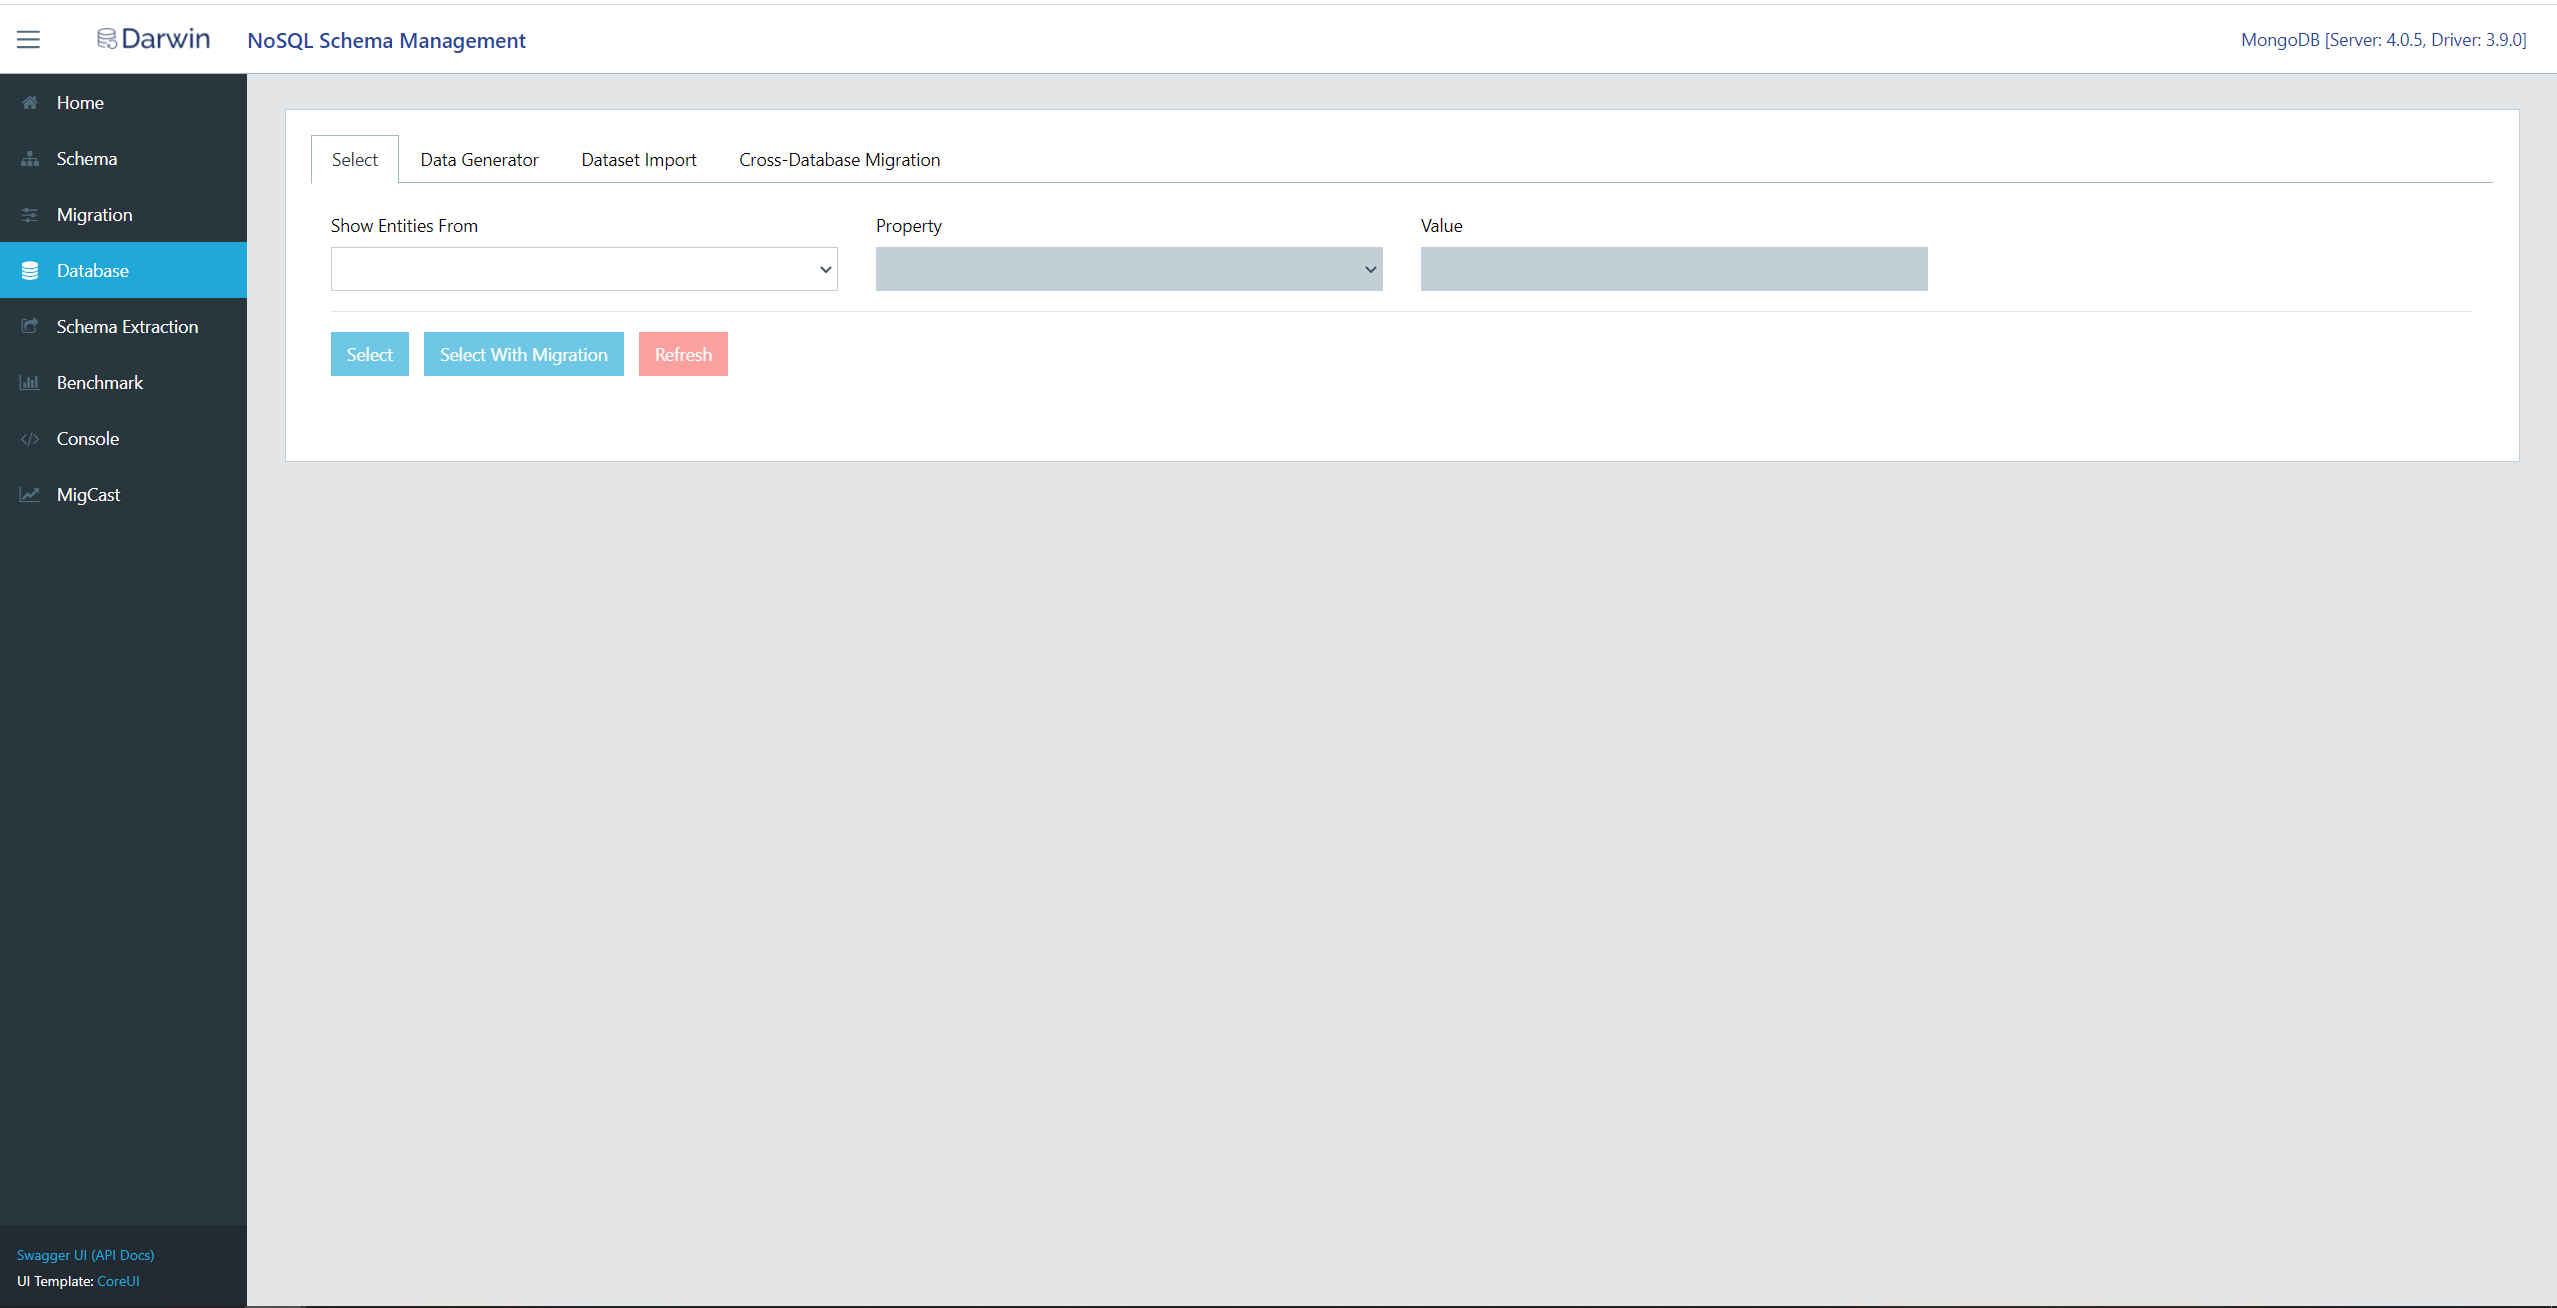 Darwin NoSQL Schema Management MongoDB [Server: 4.0.5, Driver: 3.9.0]
Home
Schema
Migration
Database
Schema Extraction
Benchmark
Console
MigCast
Select Data Generator Dataset Import Cross-Database Migration
Show Entities From Property Value
Select Select With Migration Refresh
Swagger UI (API Docs)
UI Template: CoreUI